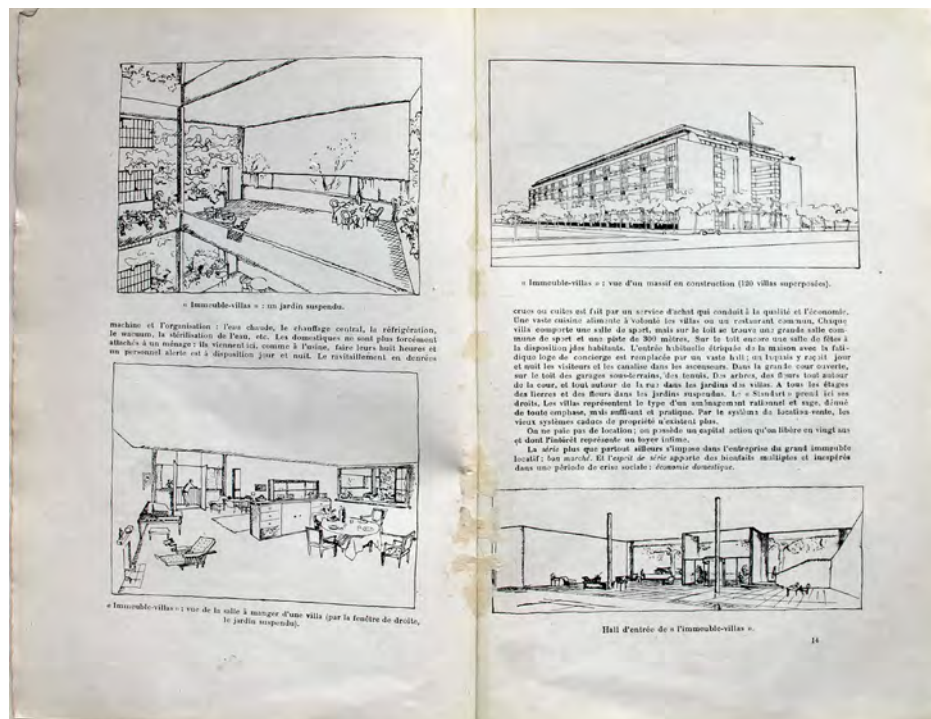 « Immeuble-villas » : un jardin suspendu.
machine et l'organisation : l'eau chaude, le chauffage central, la réfrigération,
le vacuum, la stérilisation de l'eau, etc. Les domestiques ne sont plus forcément
attachés à un ménage : ils viennent ici, comme à l'usine, faire leurs huit heures et
un personnel alerte est à disposition jour et nuit. Le ravitaillement en denrées
« Immeuble-villas » : vue de la salle à manger d'une villa (par la fenêtre de droite,
le jardin suspendu).
« Immeuble-villas » : vue d'un massif en construction (120 villas superposées).
crues ou cuites est fait par un service d'achat qui conduit à la qualité et l'économie.
Une vaste cuisine alimente à volonté les villas ou un restaurant commun. Chaque
villa comporte une salle de sport, mais sur le toit se trouve une grande salle com-
mune de sport et une piste de 300 mètres. Sur le toit encore une salle de fêtes à
la disposition des habitants. L'entrée habituelle étriquée de la maison avec la fati-
dique loge de concierge est remplacée par un vaste hall ; un laquais y reçoit jour
et nuit les visiteurs et les canalise dans les ascenseurs. Dans la grande cour ouverte,
sur le toit des garages sous-terrains, des tennis. Des arbres, des fleurs tout autour
de la cour, et tout autour de la rue dans les jardins des villas. A tous les étages
des lierres et des fleurs dans les jardins suspendus. Le « Standart » prend ici ses
droits. Les villas représentent le type d'un aménagement rationnel et sage, dénué
de toute emphase, mais suffisant et pratique. Par le système de location-vente, les
vieux systèmes caducs de propriété n'existent plus.
On ne paie pas de location ; on possède un capital action qu'on libère en vingt ans
et dont l'intérêt représente un loyer infime.
La série plus que partout ailleurs s'impose dans l'entreprise du grand immeuble
locatif : bon marché. Et l'esprit de série apporte des bienfaits multiples et inespérés
dans une période de crise sociale : économie domestique.
Hall d'entrée de « l'immeuble-villas ».
14